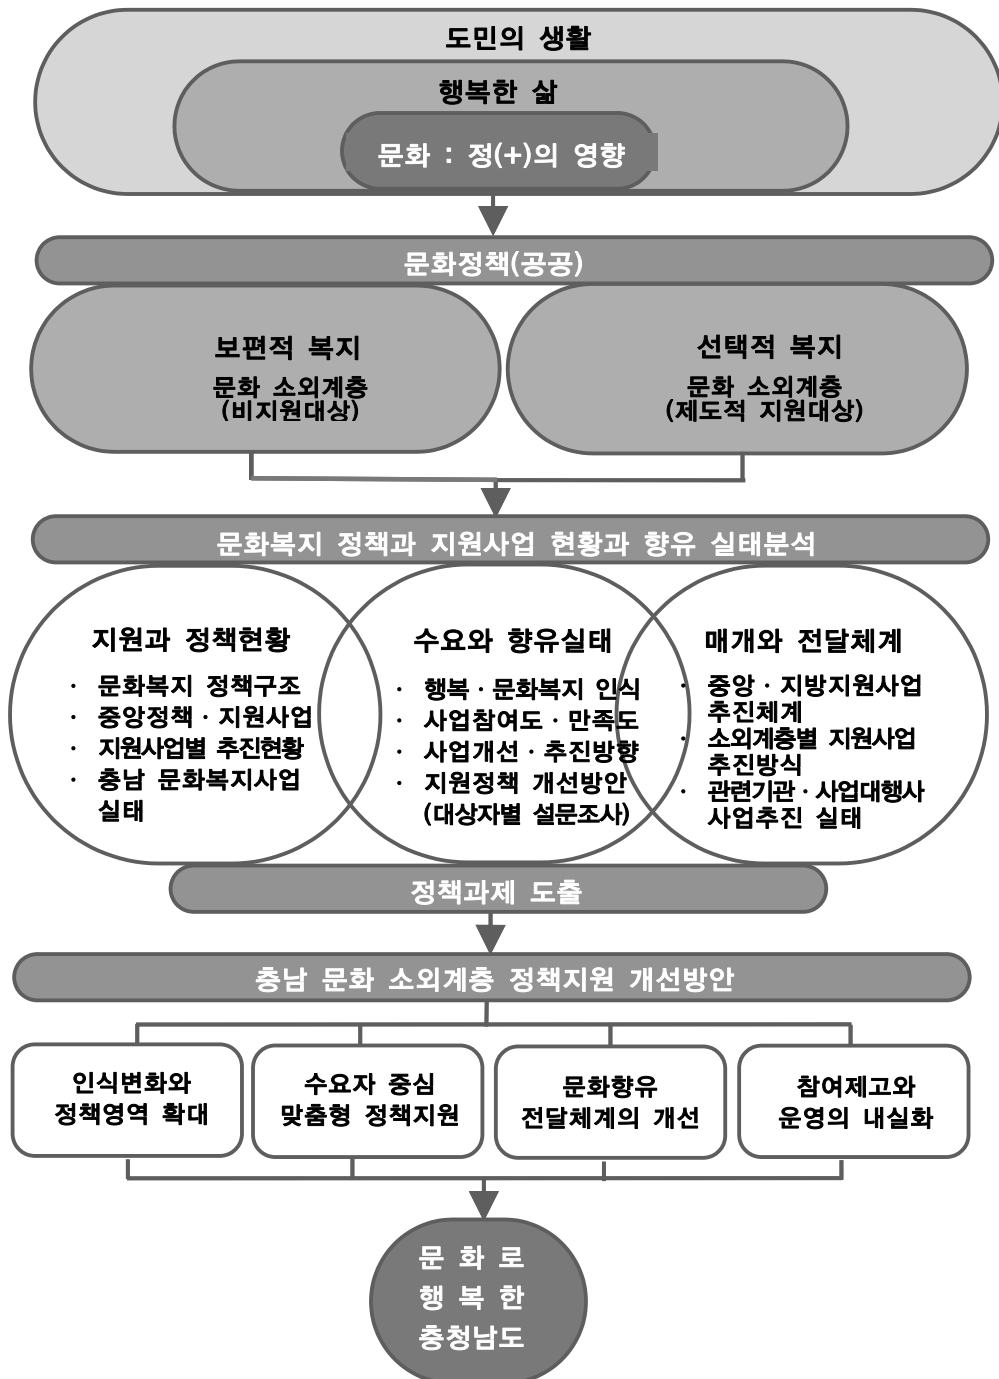 도민의 생활
행복한 삶
문화 : 정(+)의 영향
문화정책(공공)
보편적 복지
문화 소외계층
(비지원대상)
선택적 복지
문화 소외계층
(제도적 지원대상)
문화복지 정책과 지원사업 현황과 향유 실태분석
지원과 정책현황
· 문화복지 정책구조
· 중앙정책 · 지원사업
· 지원사업별 추진현황
· 충남 문화복지사업
실태
수요와 향유실태
· 행복 · 문화복지 인식
· 사업참여도 · 만족도
· 사업개선 · 추진방향
· 지원정책 개선방안
(대상자별 설문조사)
매개와 전달체계
· 중앙 · 지방지원사업
추진체계
· 소외계층별 지원사업
추진방식
· 관련기관 · 사업대행사
사업추진 실태
정책과제 도출
충남 문화 소외계층 정책지원 개선방안
인식변화와
정책영역 확대
수요자 중심
맞춤형 정책지원
문화향유
전달체계의 개선
참여제고와
운영의 내실화
문 화 로
행 복 한
충청남도